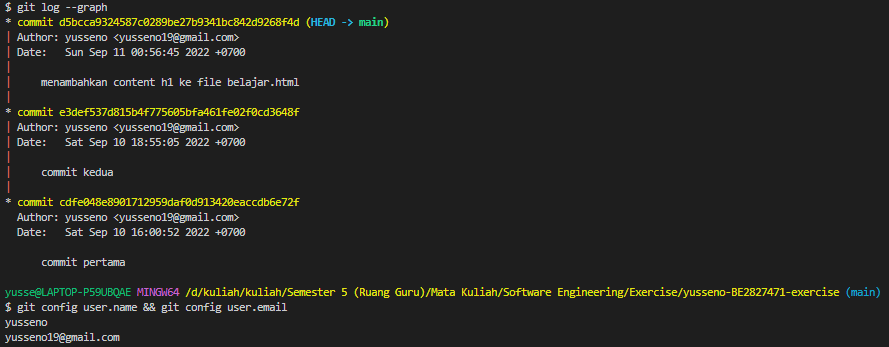 $ git log --graph
* commit d5bcca9324587c0289be27b9341bc842d9268f4d (HEAD -> main)
| Author: yusseno <yusseno19@gmail.com>
| Date:   Sun Sep 11 00:56:45 2022 +0700
|
|     menambahkan content h1 ke file belajar.html
|
* commit e3def537d815b4f775605bfa461fe02f0cd3648f
| Author: yusseno <yusseno19@gmail.com>
| Date:   Sat Sep 10 18:55:05 2022 +0700
|
|     commit kedua
|
* commit cdfe048e8901712959daf0d913420eaccdb6e72f
  Author: yusseno <yusseno19@gmail.com>
  Date:   Sat Sep 10 16:00:52 2022 +0700
      commit pertama
yusse@LAPTOP-P59UBQAE MINGW64 /d/kuliah/kuliah/Semester 5 (Ruang Guru)/Mata Kuliah/Software Engineering/Exercise/yusseno-BE2827471-exercise (main)
$ git config user.name && git config user.email
yusseno
yusseno19@gmail.com